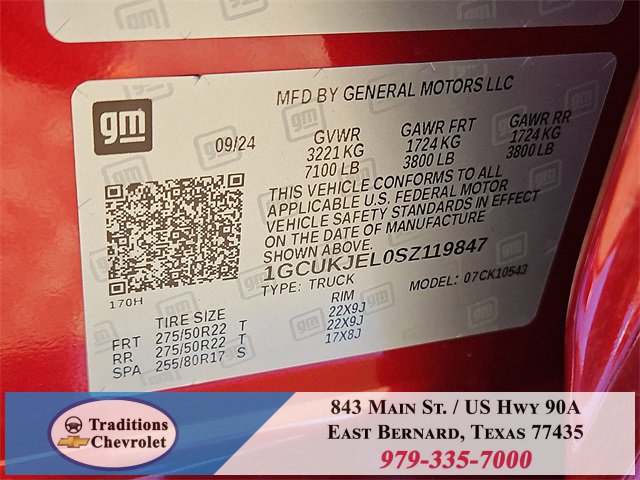 MFD BY GENERAL MOTORS LLC
gm
09/24
GVWR GAWR FRT GAWR RR
3221 KG 1724 KG 1724 KG
7100 LB 3800 LB 3800 LB
THIS VEHICLE CONFORMS TO ALL
APPLICABLE U.S. FEDERAL MOTOR
VEHICLE SAFETY STANDARDS IN EFFECT
ON THE DATE OF MANUFACTURE
SHOWN ABOVE.
1GCUKJEL0SZ119847
TYPE: TRUCK MODEL: 07CK10543
170H
TIRE SIZE RIM
FRT 275/50R22 T 22X9J
RR 275/50R22 T 22X9J
SPA 255/80R17 S 17X8J
Traditions
Chevrolet
843 Main St. / US Hwy 90A
East Bernard, Texas 77435
979-335-7000